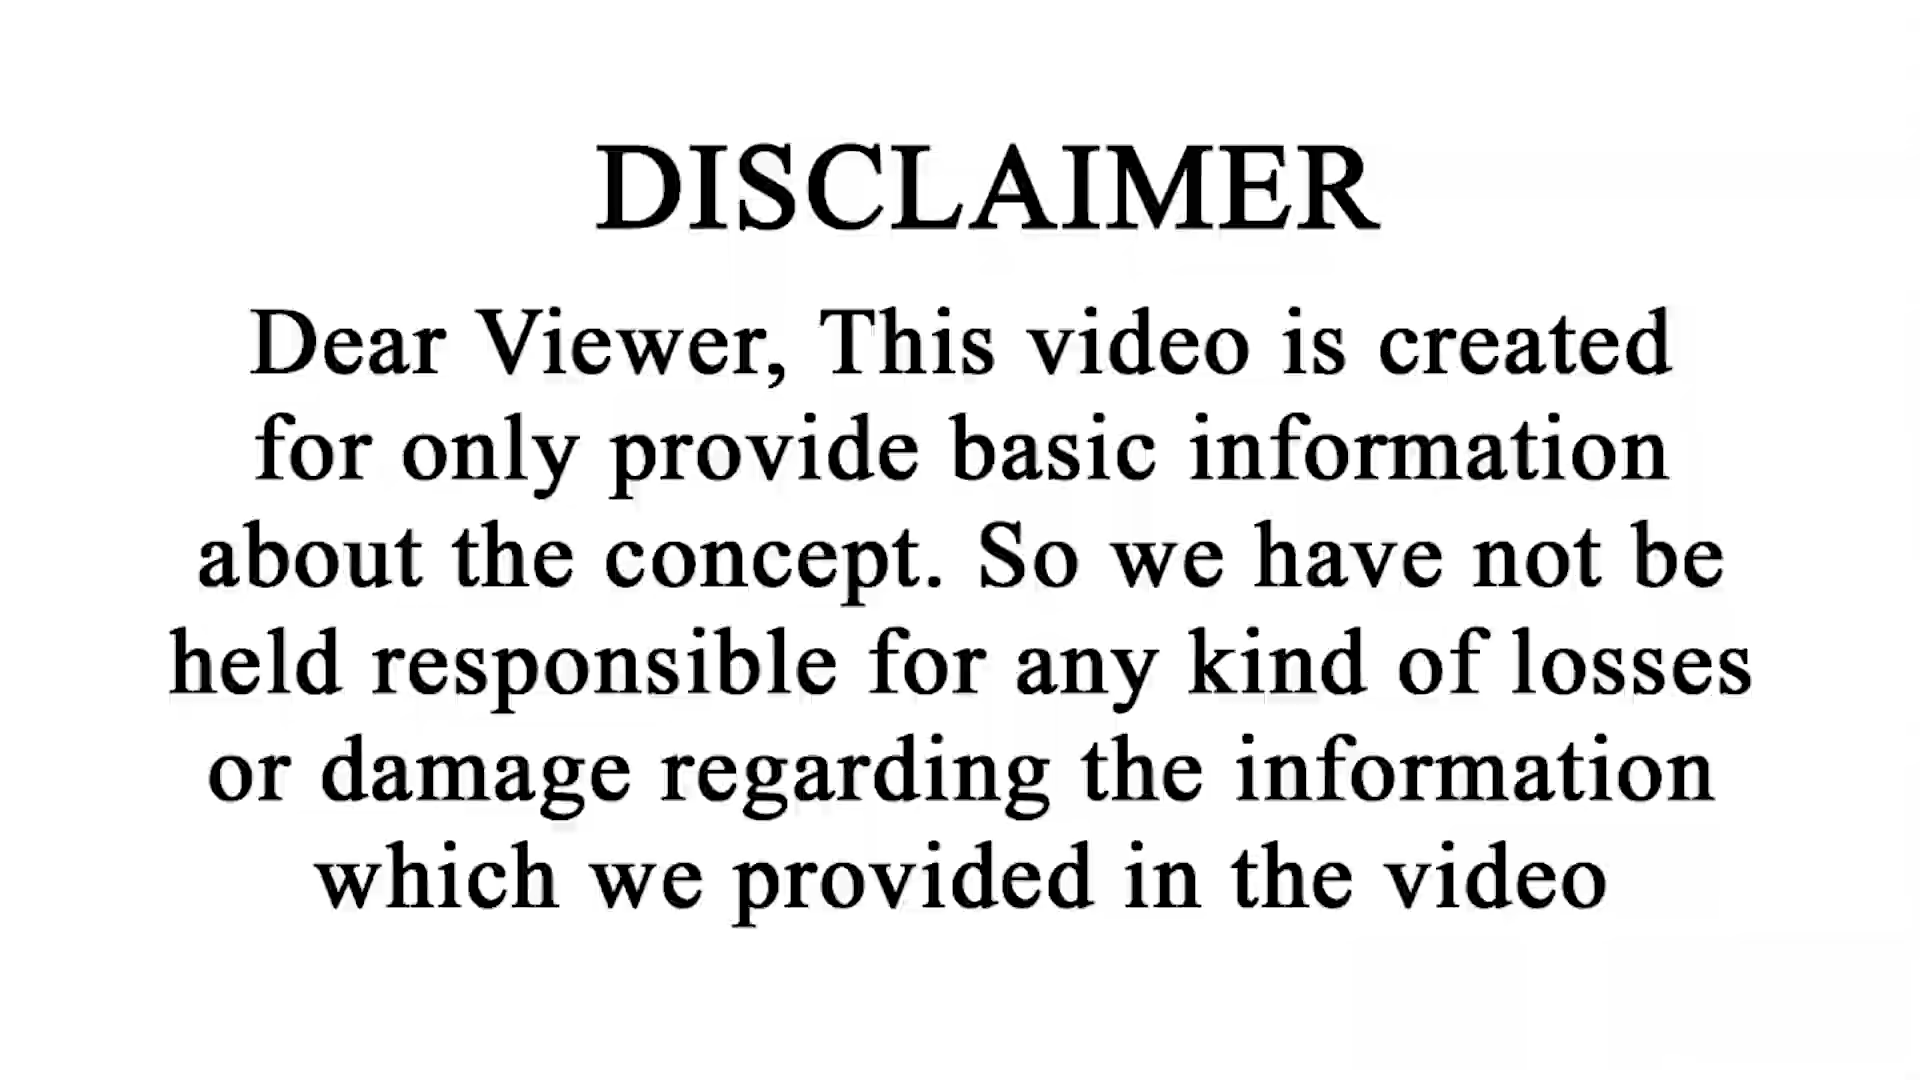 DISCLAIMER
Dear Viewer, This video is created
for only provide basic information
about the concept. So we have not be
held responsible for any kind of losses
or damage regarding the information
which we provided in the video